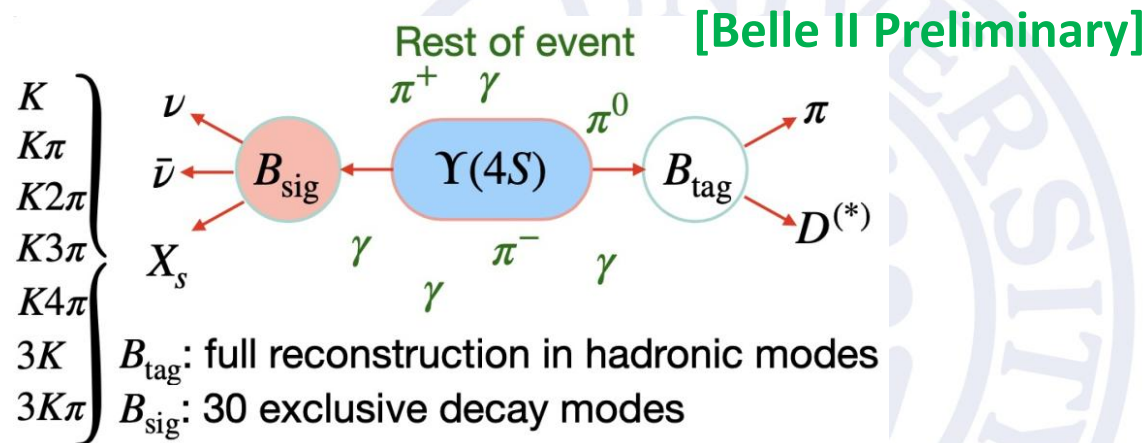 [Belle II Preliminary]
Rest of event
K
Kπ
K2π
K3π
K4π
3K
3Kπ
ν
ν̄
X_s
B_sig
π⁺ γ
π⁰
Υ(4S)
γ π⁻ γ
γ
B_tag
π
D^(*)
B_tag: full reconstruction in hadronic modes
B_sig: 30 exclusive decay modes
ERSIT